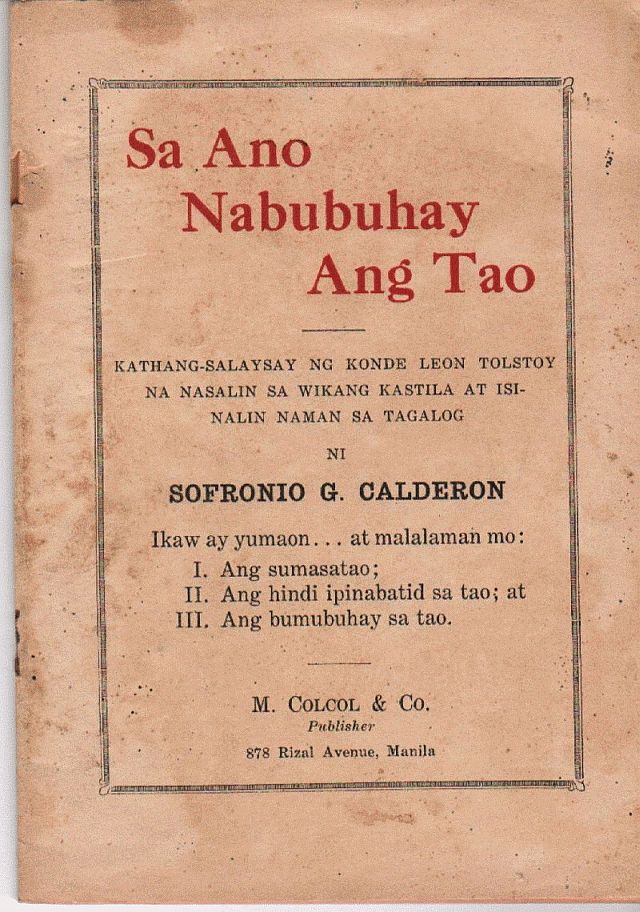 Sa Ano
Nabubuhay
Ang Tao
KATHANG-SALAYSAY NG KONDE LEON TOLSTOY
NA NASALIN SA WIKANG KASTILA AT ISI-
NALIN NAMAN SA TAGALOG
NI
SOFRONIO G. CALDERON
Ikaw ay yumaon... at malalaman mo:
I. Ang sumasatao;
II. Ang hindi ipinabatid sa tao; at
III. Ang bumubuhay sa tao.
M. COLCOL & CO.
Publisher
878 Rizal Avenue, Manila